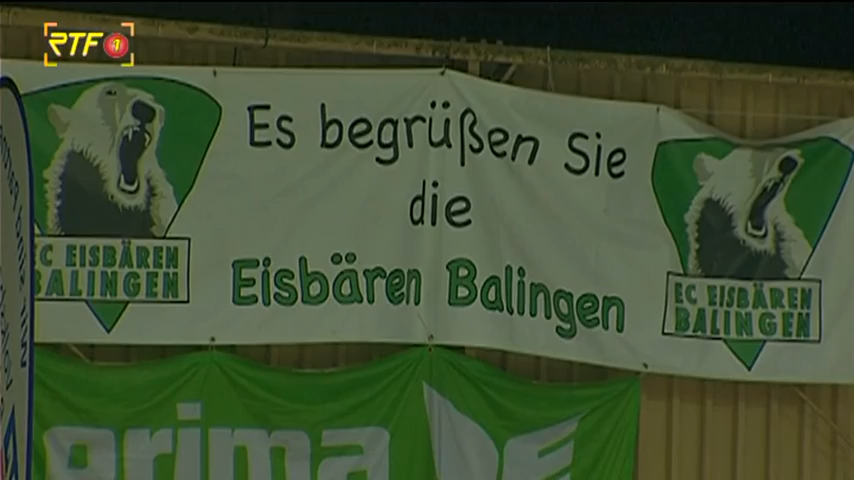 RTF 1
Es begrüßen Sie
die
Eisbären Balingen
EC EISBÄREN
BALINGEN
EC EISBÄREN
BALINGEN
prima